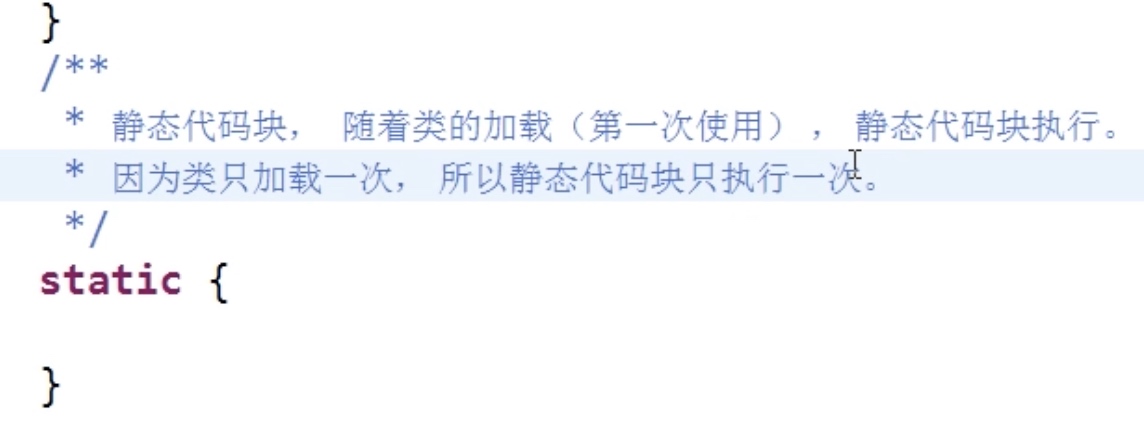 }
/**
* 静态代码块， 随着类的加载（第一次使用），静态代码块执行。
* 因为类只加载一次， 所以静态代码块只执行一次。
*/
static {
}